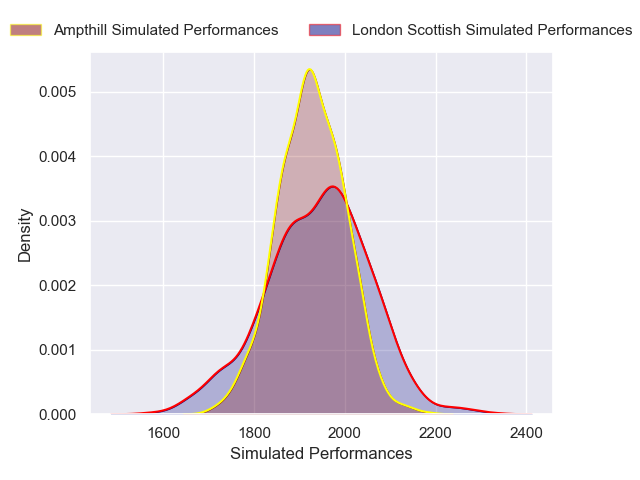 Ampthill Simulated Performances London Scottish Simulated Performances
0.005
0.004
0.003
0.002
0.001
0.000
Density
1600 1800 2000 2200 2400
Simulated Performances